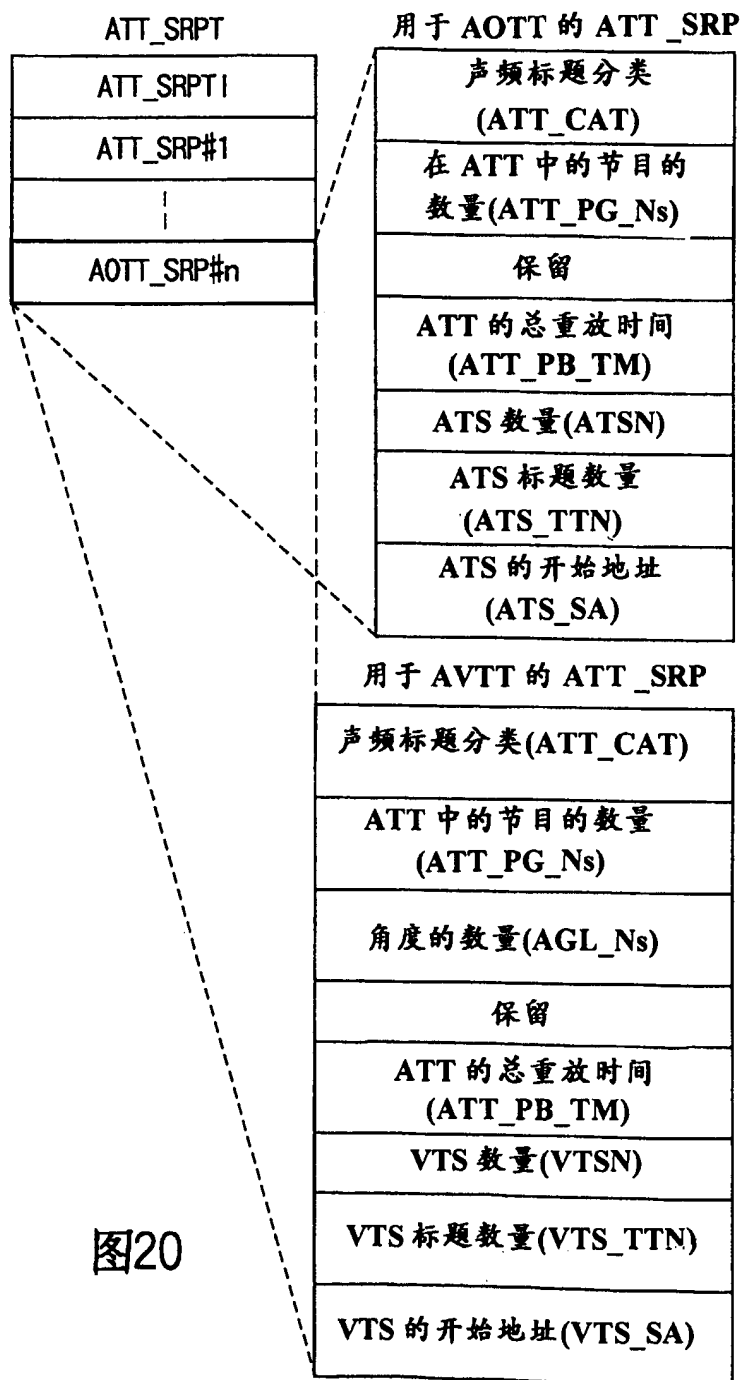 ATT_SRPT
ATT_SRPTI
ATT_SRP#1
AOTT_SRP#n
用于 AOTT 的 ATT _SRP
声频标题分类
(ATT_CAT)
在 ATT 中的节目的
数量(ATT_PG_Ns)
保留
ATT 的总重放时间
(ATT_PB_TM)
ATS 数量(ATSN)
ATS 标题数量
(ATS_TTN)
ATS 的开始地址
(ATS_SA)
用于 AVTT 的 ATT _SRP
声频标题分类(ATT_CAT)
ATT 中的节目的数量
(ATT_PG_Ns)
角度的数量(AGL_Ns)
保留
ATT 的总重放时间
(ATT_PB_TM)
VTS 数量(VTSN)
VTS 标题数量(VTS_TTN)
VTS 的开始地址(VTS_SA)
图20